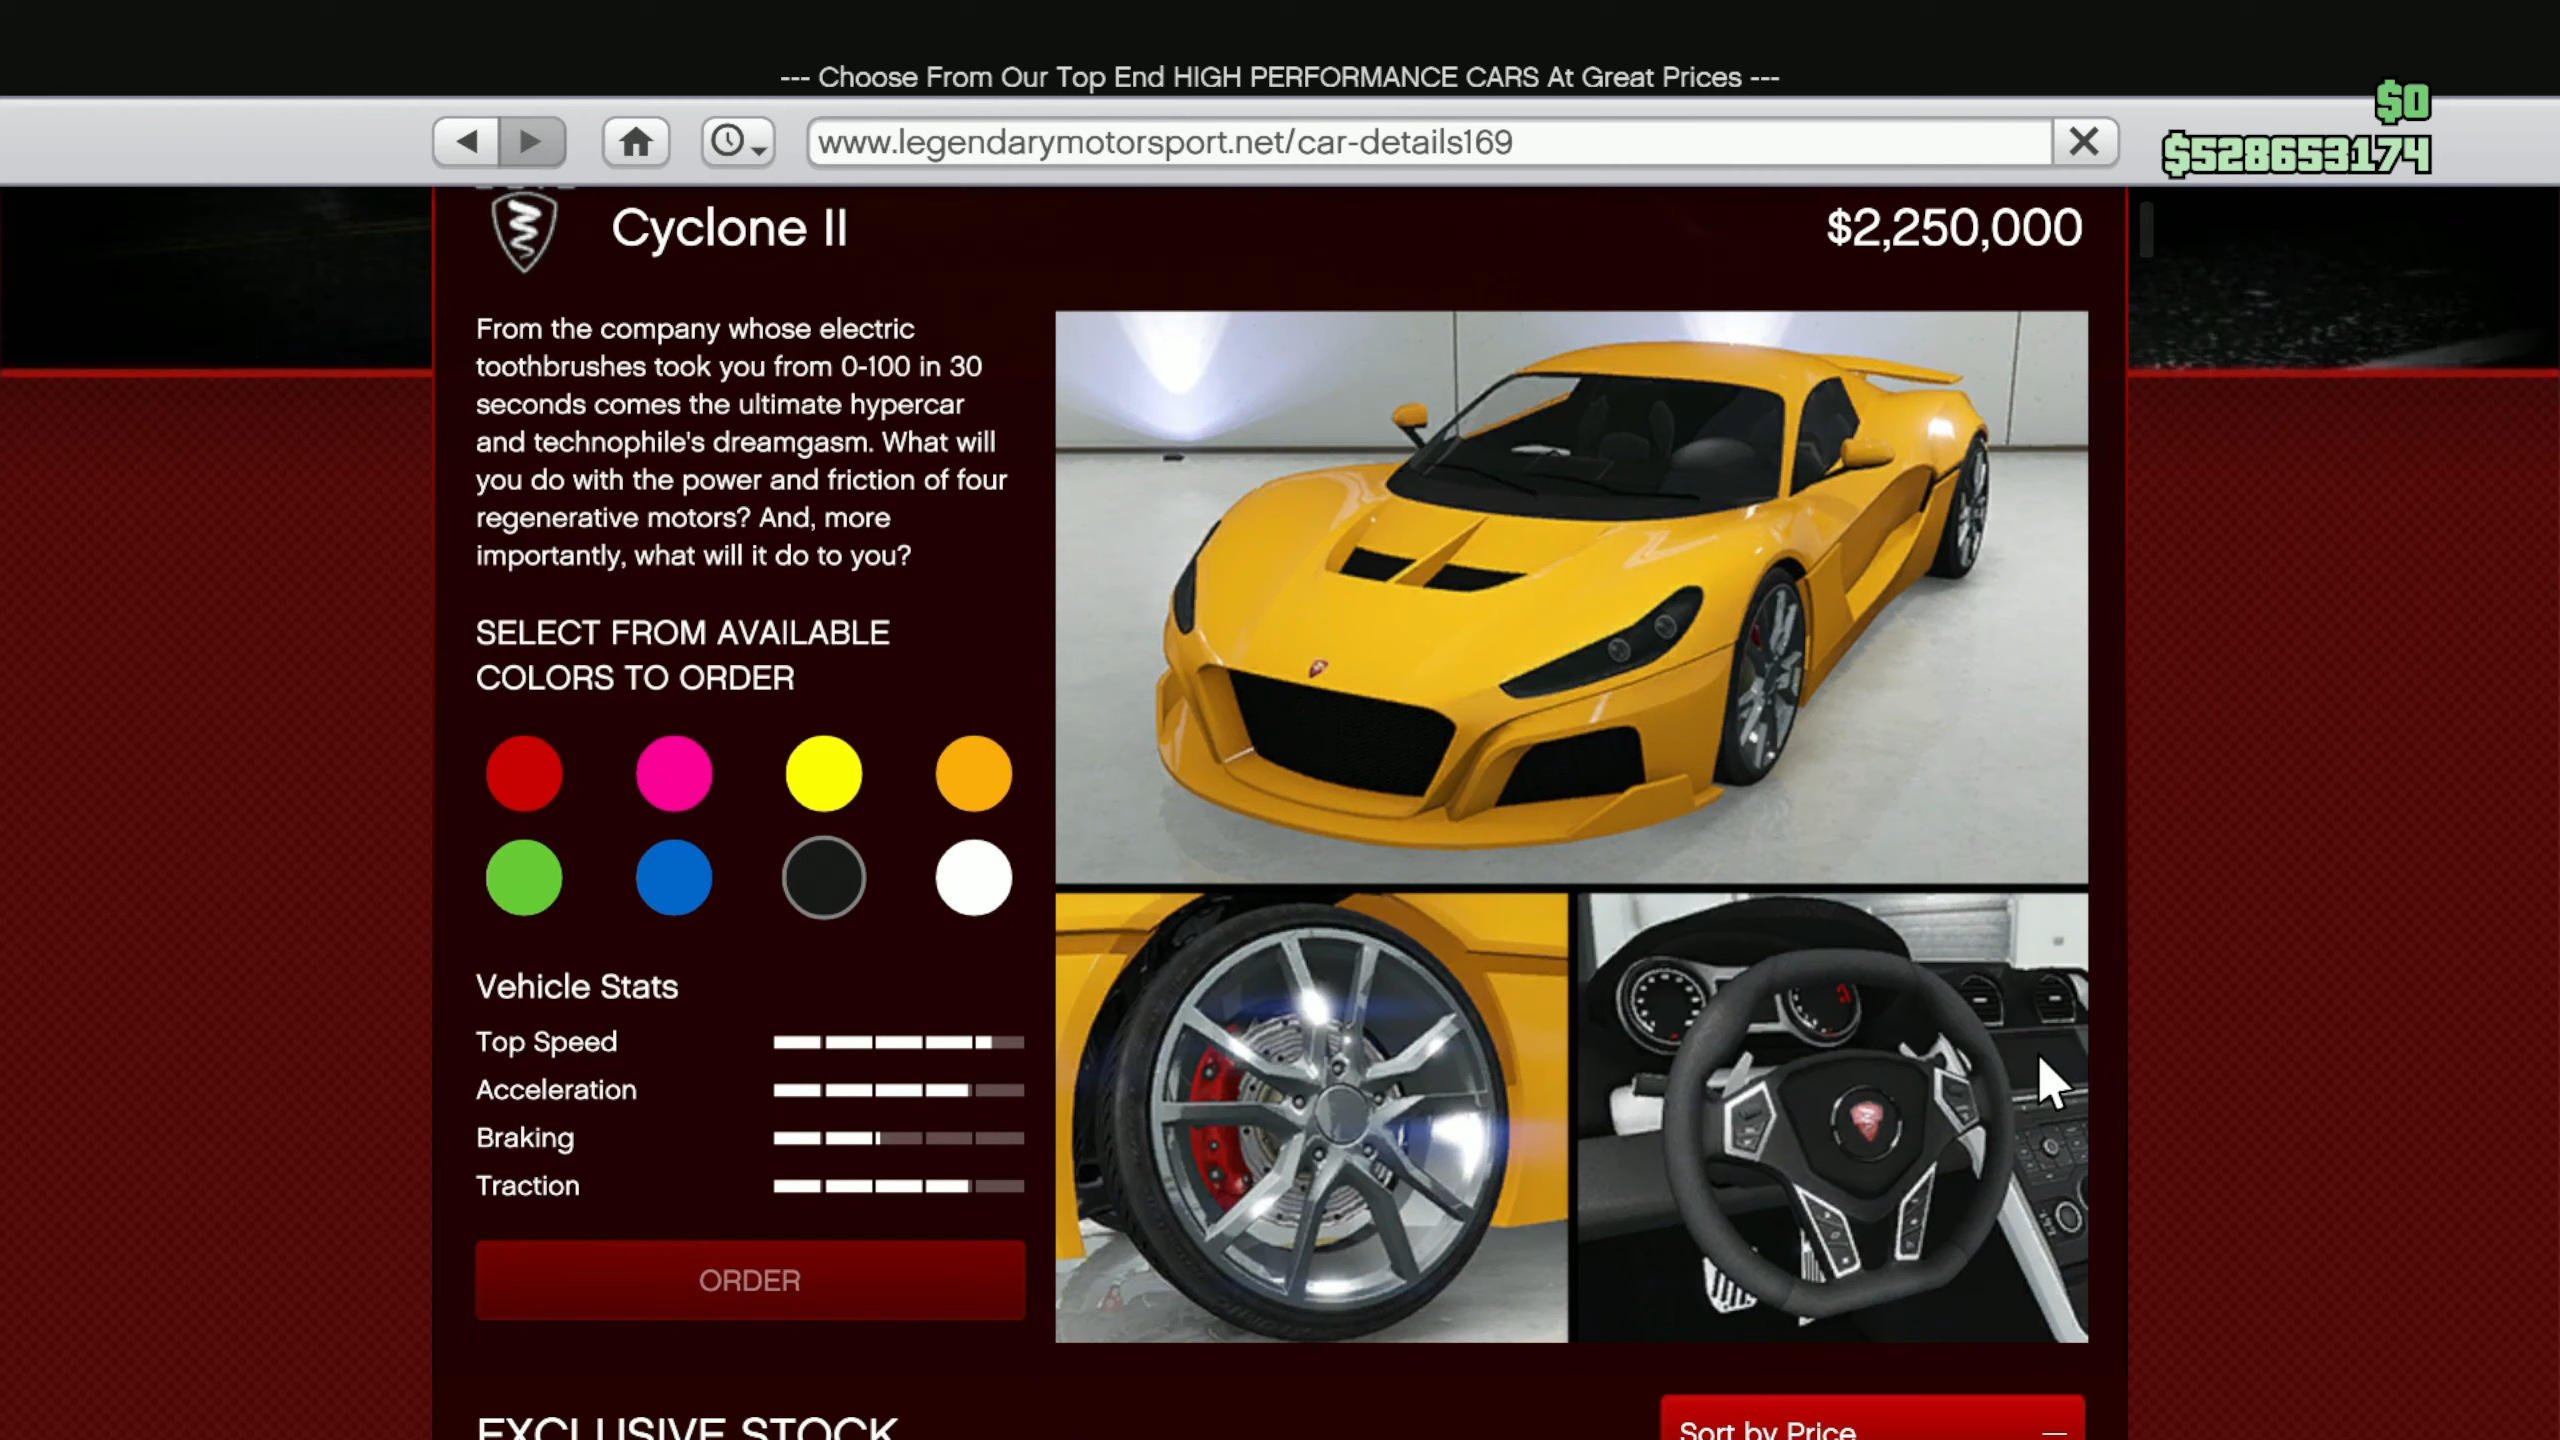 --- Choose From Our Top End HIGH PERFORMANCE CARS At Great Prices ---
www.legendarymotorsport.net/car-details169
$0
$528653174
Cyclone II
$2,250,000
From the company whose electric
toothbrushes took you from 0-100 in 30
seconds comes the ultimate hypercar
and technophile's dreamgasm. What will
you do with the power and friction of four
regenerative motors? And, more
importantly, what will it do to you?
SELECT FROM AVAILABLE
COLORS TO ORDER
Vehicle Stats
Top Speed
Acceleration
Braking
Traction
ORDER
EXCLUSIVE STOCK
Sort by Price